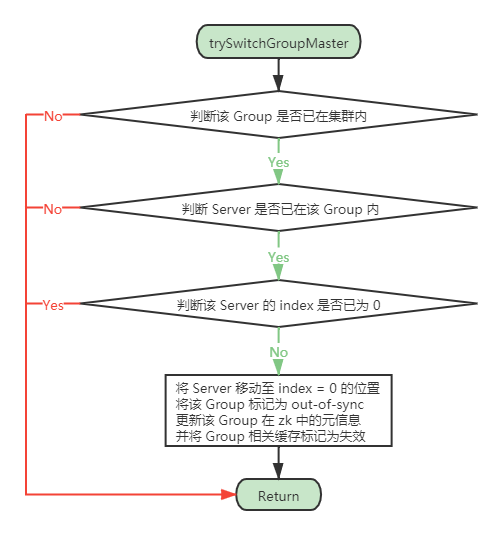 trySwitchGroupMaster
判断该 Group 是否已在集群内
No
Yes
判断 Server 是否已在该 Group 内
No
Yes
判断该 Server 的 index 是否已为 0
Yes
No
将 Server 移动至 index = 0 的位置
将该 Group 标记为 out-of-sync
更新该 Group 在 zk 中的元信息
并将 Group 相关缓存标记为失效
Return